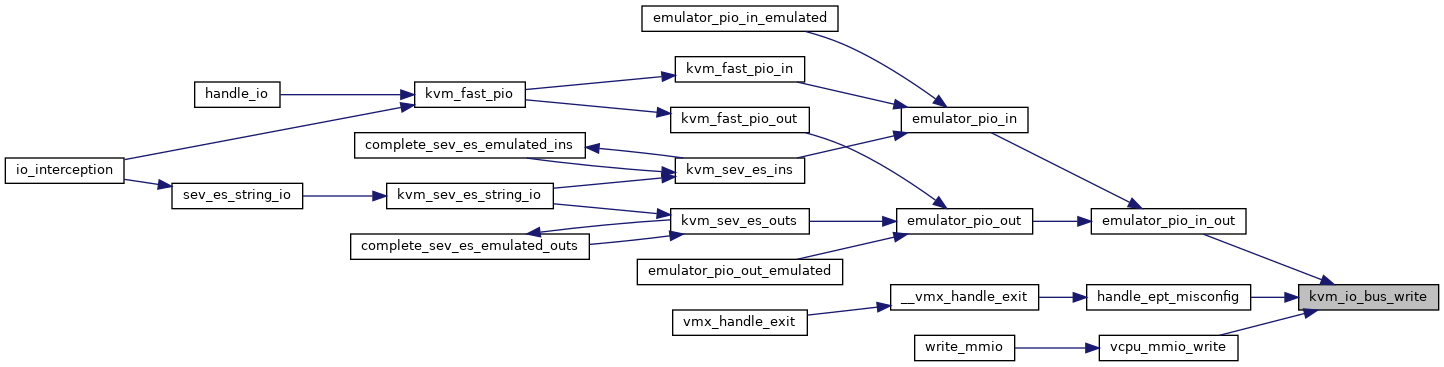 emulator_pio_in_emulated
kvm_fast_pio_in
handle_io
kvm_fast_pio
kvm_fast_pio_out
emulator_pio_in
complete_sev_es_emulated_ins
io_interception
kvm_sev_es_ins
sev_es_string_io
kvm_sev_es_string_io
kvm_sev_es_outs
emulator_pio_out
emulator_pio_in_out
complete_sev_es_emulated_outs
emulator_pio_out_emulated
__vmx_handle_exit
handle_ept_misconfig
kvm_io_bus_write
vmx_handle_exit
write_mmio
vcpu_mmio_write